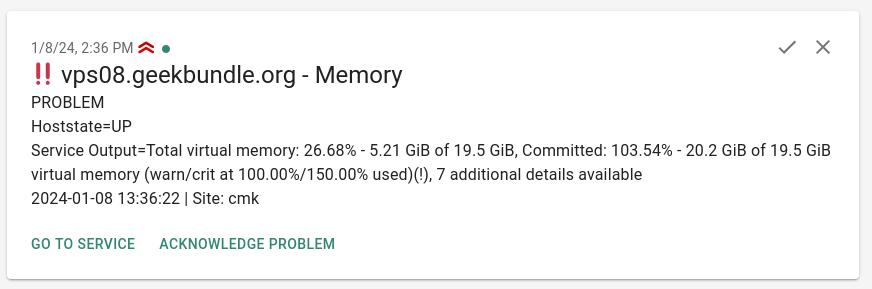 1/8/24, 2:36 PM
‼ vps08.geekbundle.org - Memory
PROBLEM
Hoststate=UP
Service Output=Total virtual memory: 26.68% - 5.21 GiB of 19.5 GiB, Committed: 103.54% - 20.2 GiB of 19.5 GiB
virtual memory (warn/crit at 100.00%/150.00% used)(!), 7 additional details available
2024-01-08 13:36:22 | Site: cmk
GO TO SERVICE ACKNOWLEDGE PROBLEM